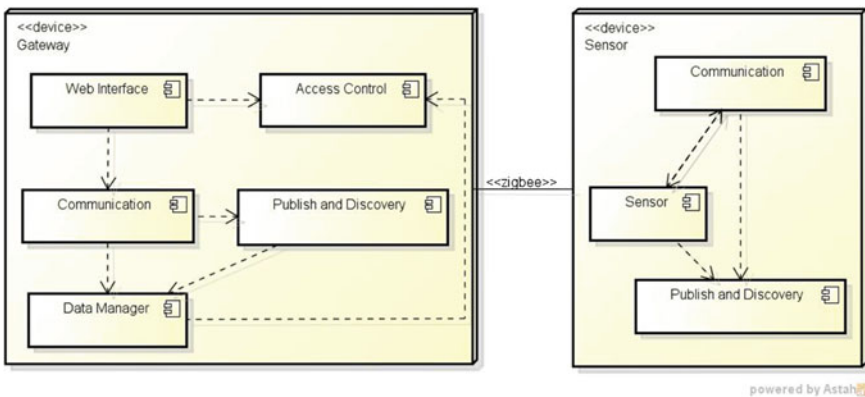 <<device>>
Gateway
Web Interface
Access Control
Communication
Publish and Discovery
Data Manager
<<zigbee>>
<<device>>
Sensor
Communication
Sensor
Publish and Discovery
powered by Astah